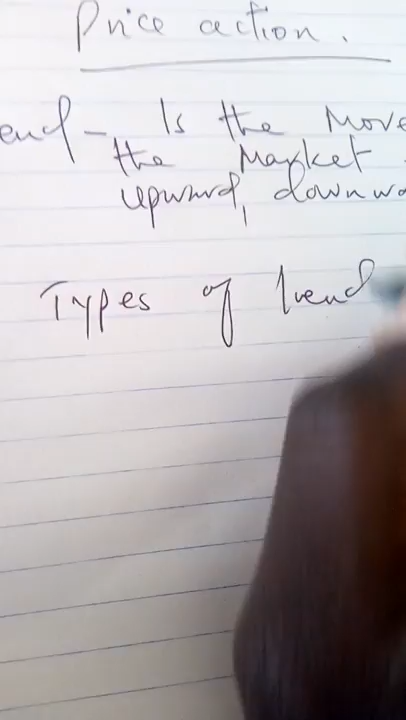 Price action.
end - Is the Move
the Market
upward, downwa
Types of trend